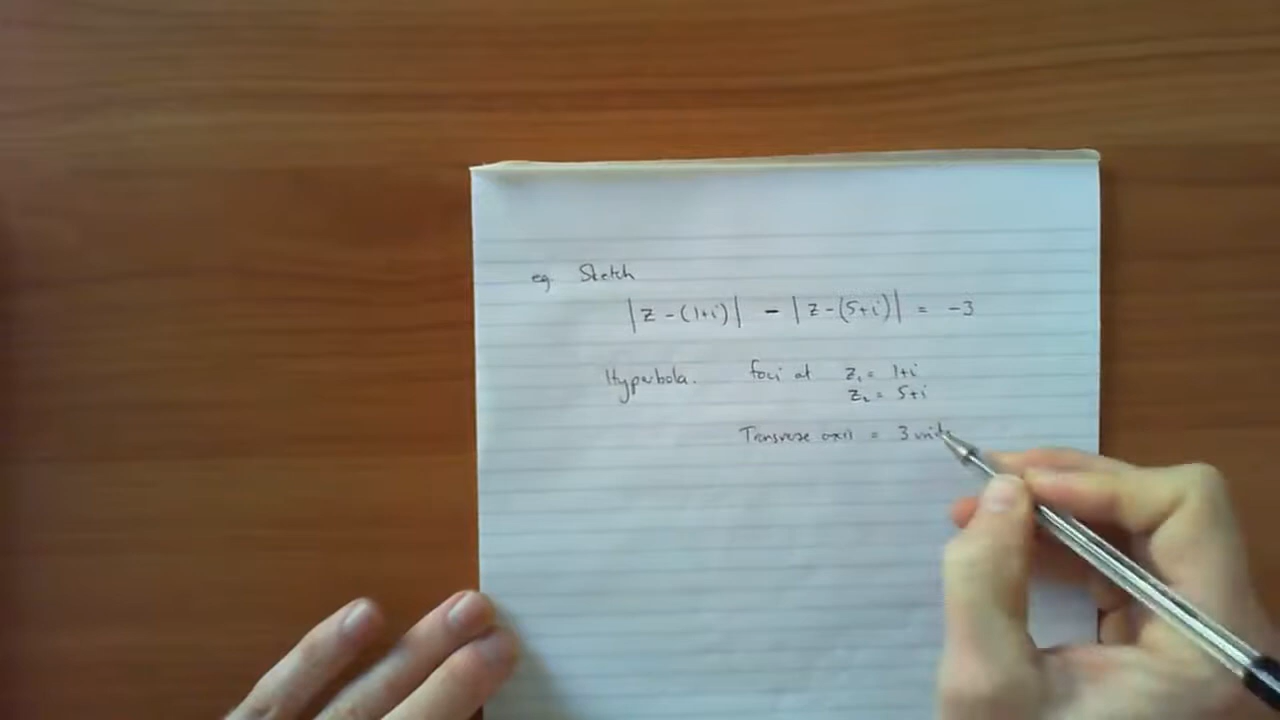 eg. Sketch
|z-(1+i)| - |z-(5+i)| = -3
Hyperbola. foci at z₁ = 1+i
z₂ = 5+i
Transverse axis = 3 units